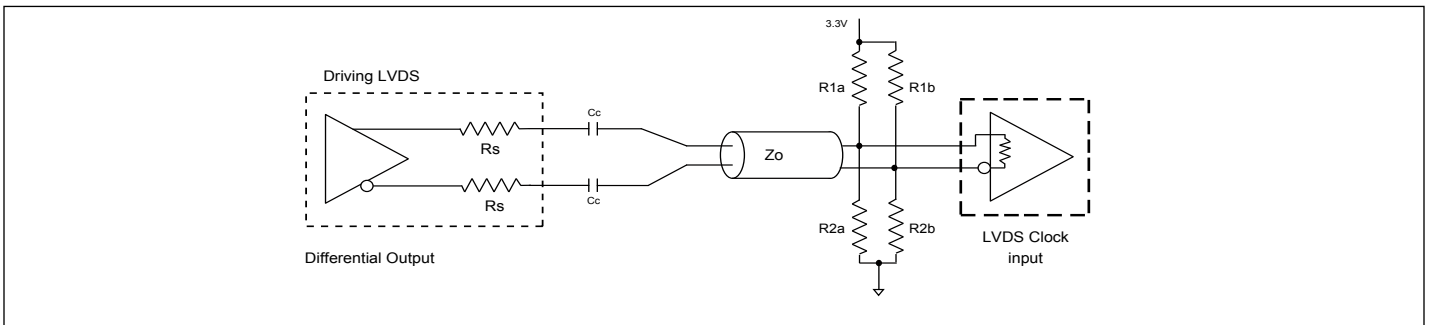 3.3V
Driving LVDS
R1a
R1b
Cc
Rs
Zo
Cc
Rs
R2a
R2b
LVDS Clock
input
Differential Output